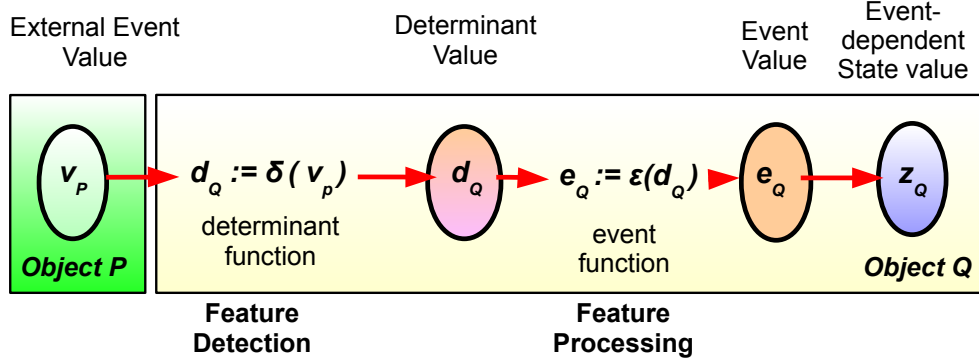 External Event
Value
Determinant
Value
Event
Value
Event-
dependent
State value
v_P
d_Q := δ ( v_p )
d_Q
e_Q := ε(d_Q)
e_Q
z_Q
determinant
function
event
function
Object P
Object Q
Feature
Detection
Feature
Processing